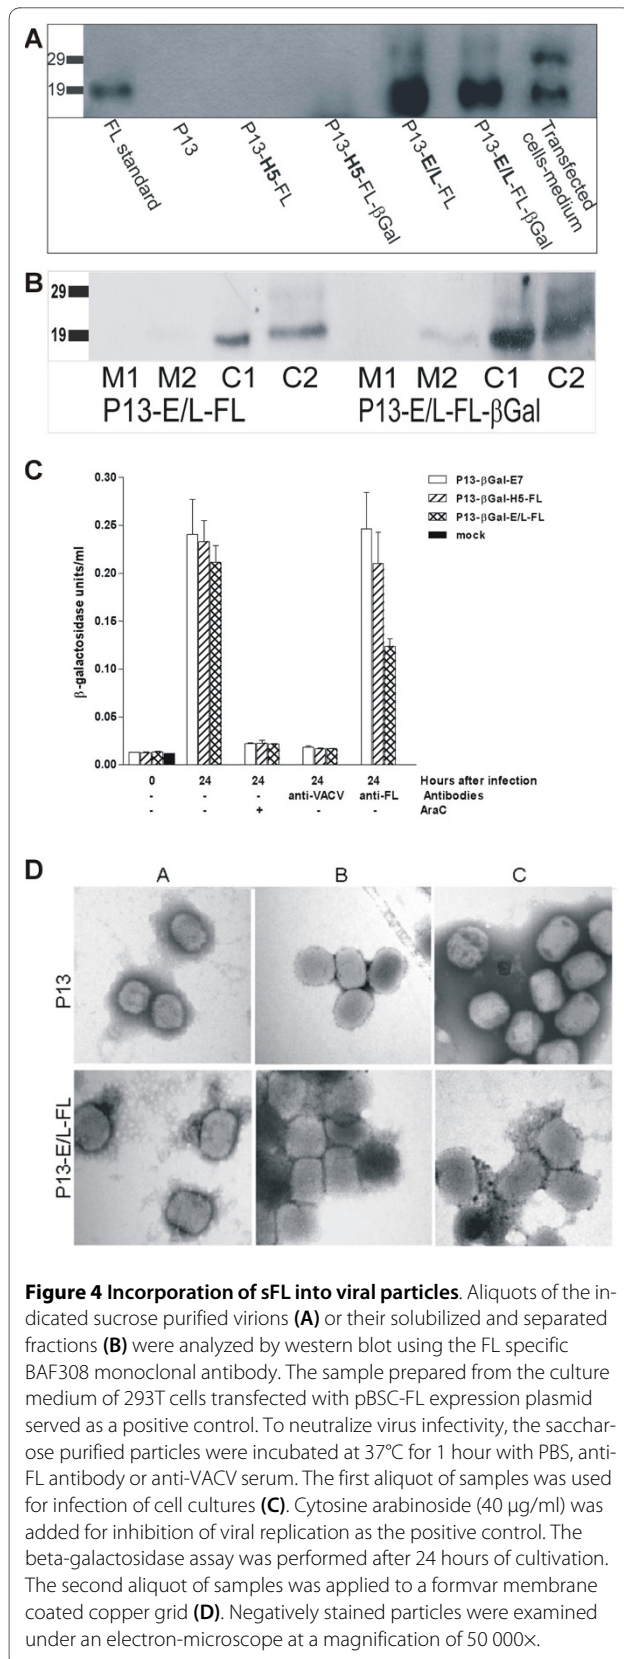 A
29
19
FL standard
P13
P13-H5-FL
P13-H5-FL-βGal
P13-E/L-FL
P13-E/L-FL-βGal
Transfected
cells-medium
B
29
19
M1 M2 C1 C2 M1 M2 C1 C2
P13-E/L-FL P13-E/L-FL-βGal
C
P13-βGal-E7
P13-βGal-H5-FL
P13-βGal-E/L-FL
mock
β-galactosidase units/ml
0.30
0.25
0.20
0.15
0.10
0.05
0.00
0 24 24 24 24 Hours after infection
- - - anti-VACV anti-FL Antibodies
- - + - - AraC
D
A B C
P13
P13-E/L-FL
Figure 4 Incorporation of sFL into viral particles. Aliquots of the in-
dicated sucrose purified virions (A) or their solubilized and separated
fractions (B) were analyzed by western blot using the FL specific
BAF308 monoclonal antibody. The sample prepared from the culture
medium of 293T cells transfected with pBSC-FL expression plasmid
served as a positive control. To neutralize virus infectivity, the sacchar-
ose purified particles were incubated at 37°C for 1 hour with PBS, anti-
FL antibody or anti-VACV serum. The first aliquot of samples was used
for infection of cell cultures (C). Cytosine arabinoside (40 μg/ml) was
added for inhibition of viral replication as the positive control. The
beta-galactosidase assay was performed after 24 hours of cultivation.
The second aliquot of samples was applied to a formvar membrane
coated copper grid (D). Negatively stained particles were examined
under an electron-microscope at a magnification of 50 000×.